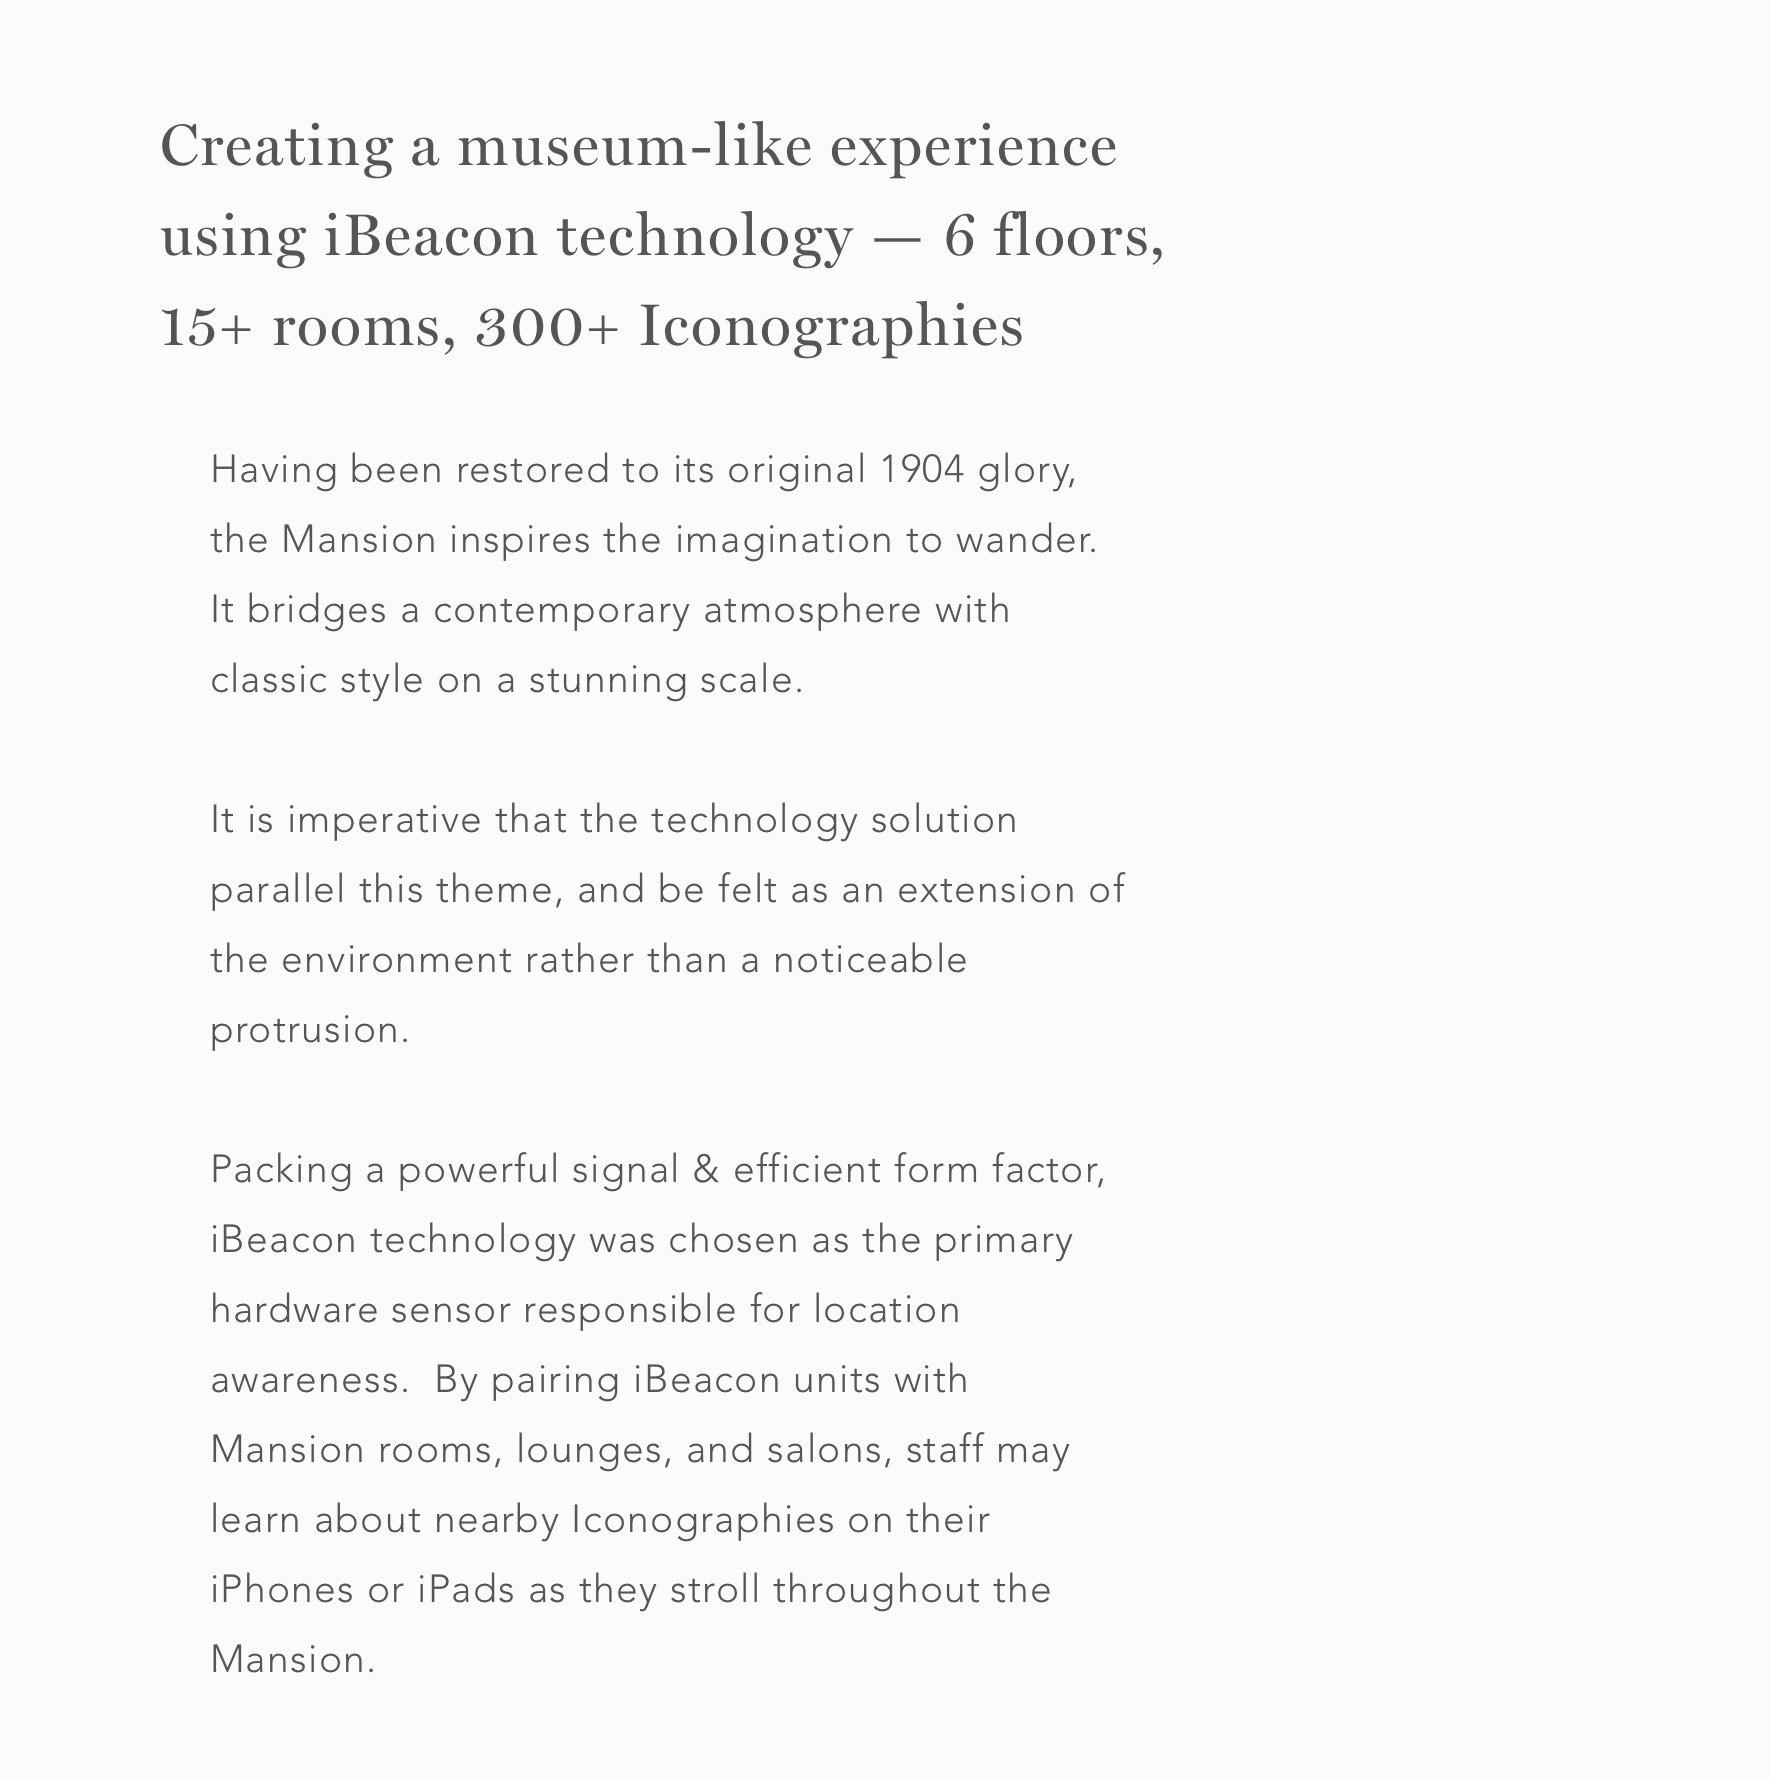 Creating a museum-like experience
using iBeacon technology — 6 floors,
15+ rooms, 300+ Iconographies
Having been restored to its original 1904 glory,
the Mansion inspires the imagination to wander.
It bridges a contemporary atmosphere with
classic style on a stunning scale.
It is imperative that the technology solution
parallel this theme, and be felt as an extension of
the environment rather than a noticeable
protrusion.
Packing a powerful signal & efficient form factor,
iBeacon technology was chosen as the primary
hardware sensor responsible for location
awareness.  By pairing iBeacon units with
Mansion rooms, lounges, and salons, staff may
learn about nearby Iconographies on their
iPhones or iPads as they stroll throughout the
Mansion.